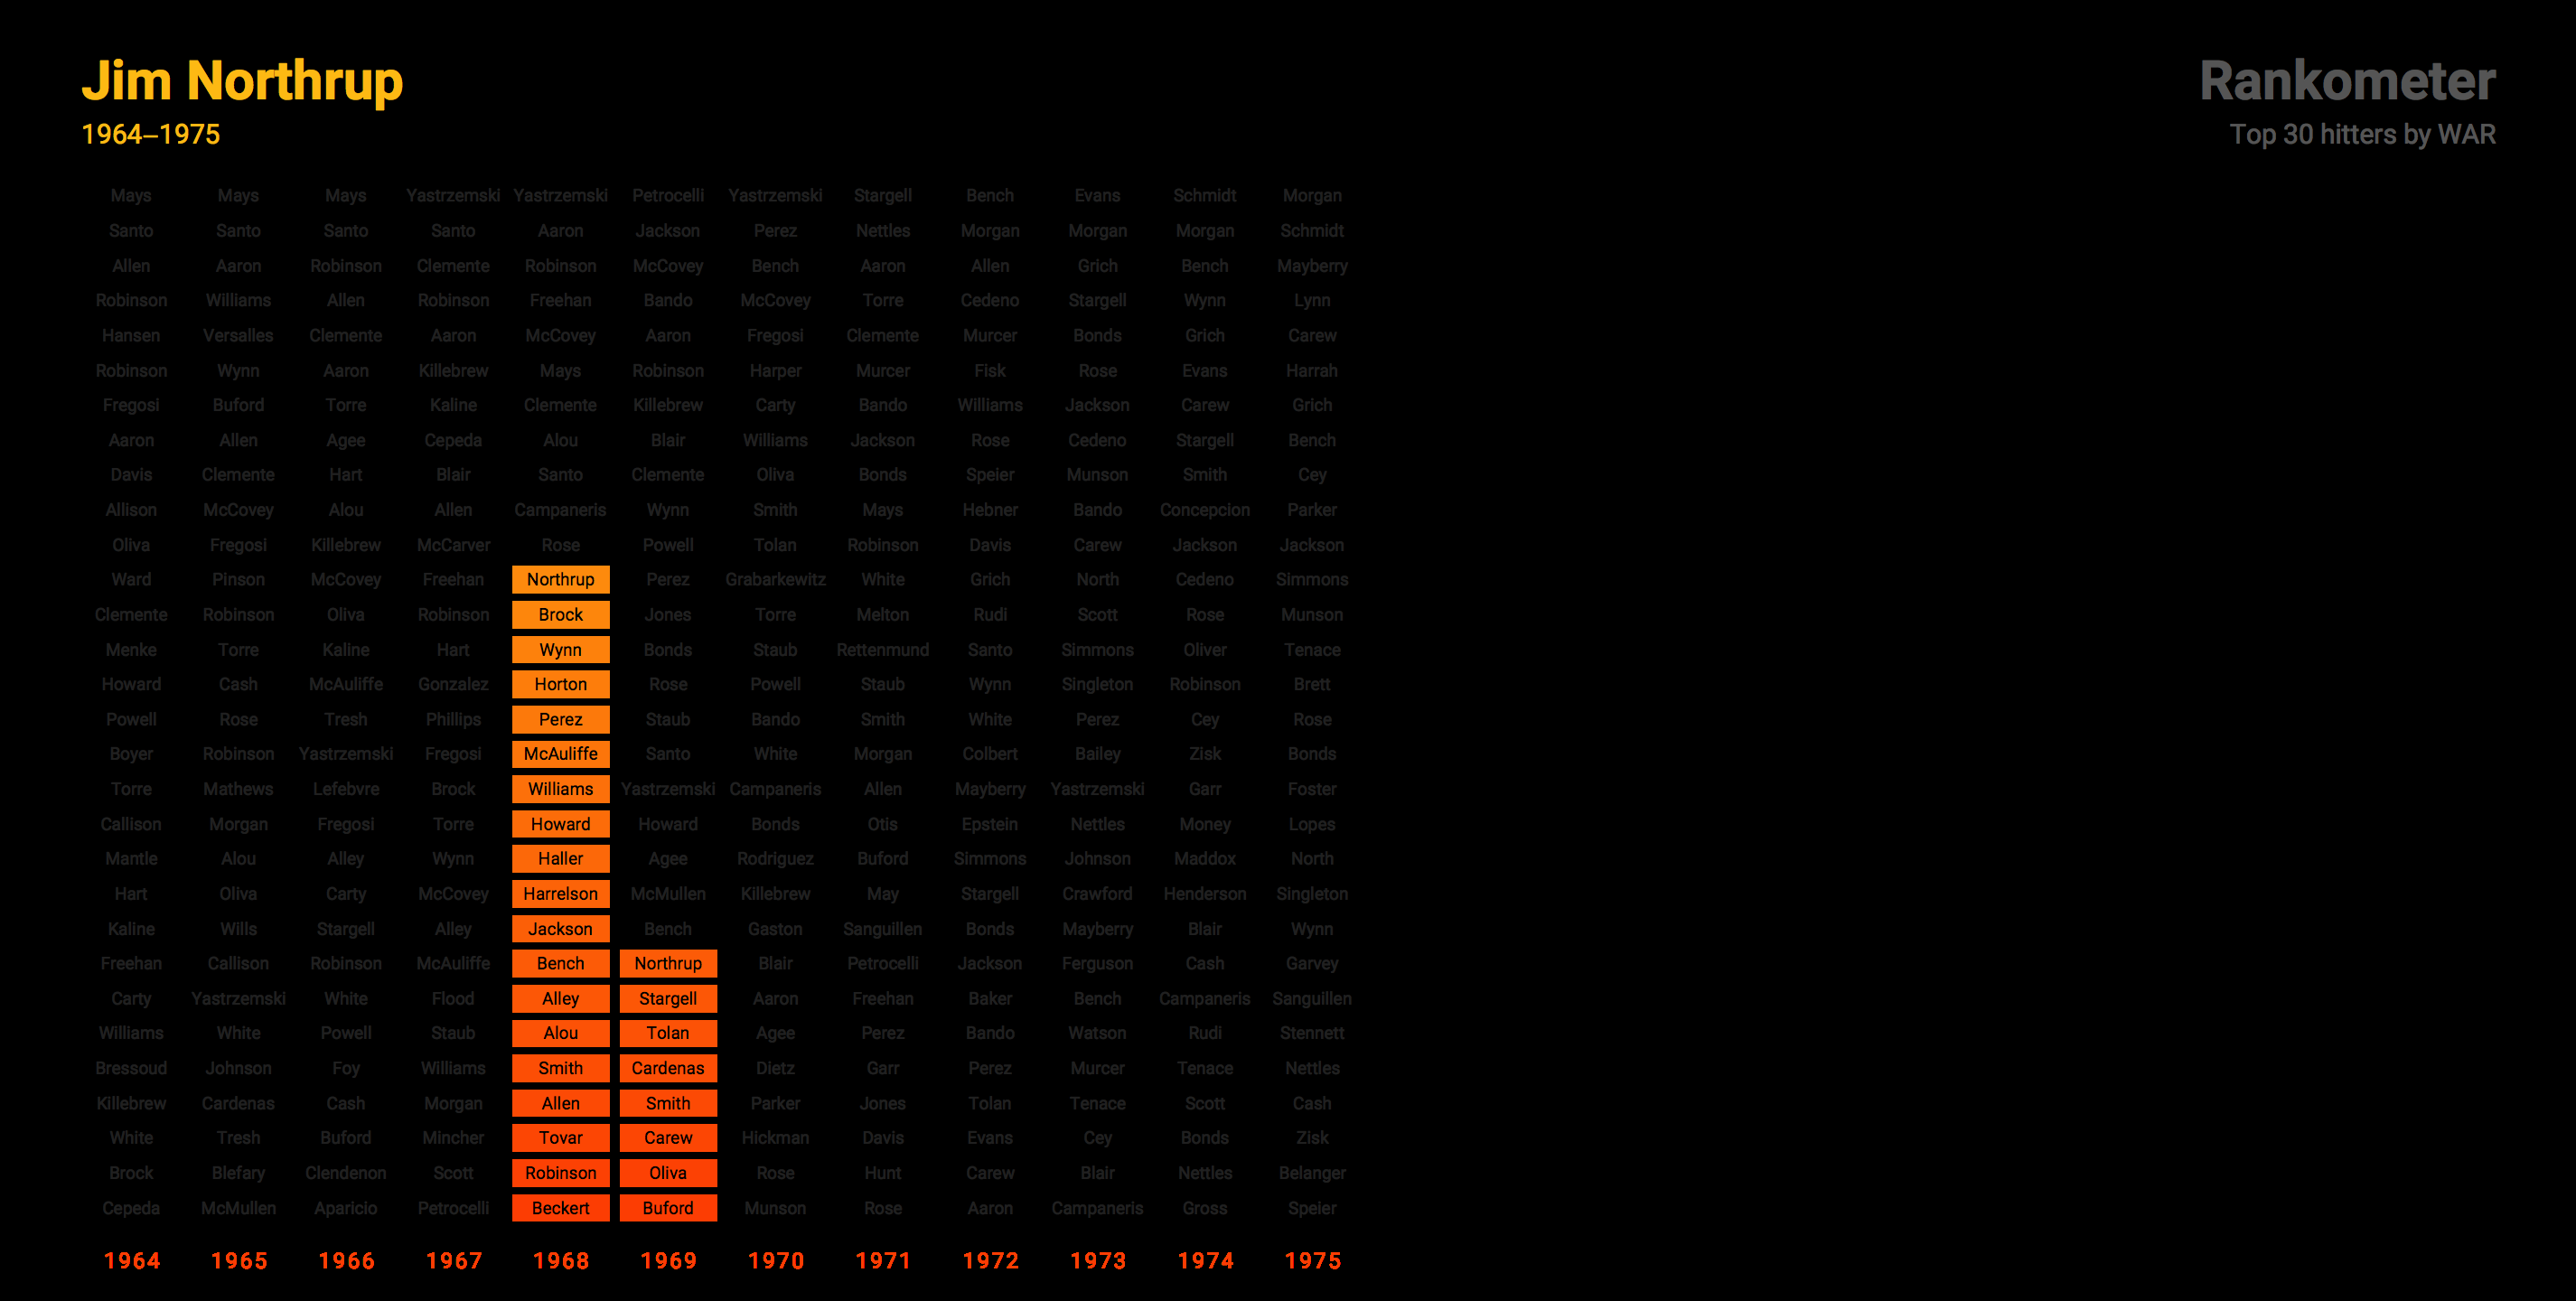 Jim Northrup
1964–1975
Rankometer
Top 30 hitters by WAR
Mays Mays Mays Yastrzemski Yastrzemski Petrocelli Yastrzemski Stargell Bench Evans Schmidt Morgan
Santo Santo Santo Santo Aaron Jackson Perez Nettles Morgan Morgan Morgan Schmidt
Allen Aaron Robinson Clemente Robinson McCovey Bench Aaron Allen Grich Bench Mayberry
Robinson Williams Allen Robinson Freehan Bando McCovey Torre Cedeno Stargell Wynn Lynn
Hansen Versalles Clemente Aaron McCovey Aaron Fregosi Clemente Murcer Bonds Grich Carew
Robinson Wynn Aaron Killebrew Mays Robinson Harper Murcer Fisk Rose Evans Harrah
Fregosi Buford Torre Kaline Clemente Killebrew Carty Bando Williams Jackson Carew Grich
Aaron Allen Agee Cepeda Alou Blair Williams Jackson Rose Cedeno Stargell Bench
Davis Clemente Hart Blair Santo Clemente Oliva Bonds Speier Munson Smith Cey
Allison McCovey Alou Allen Campaneris Wynn Smith Mays Hebner Bando Concepcion Parker
Oliva Fregosi Killebrew McCarver Rose Powell Tolan Robinson Davis Carew Jackson Jackson
Ward Pinson McCovey Freehan Northrup Perez Grabarkewitz White Grich North Cedeno Simmons
Clemente Robinson Oliva Robinson Brock Jones Torre Melton Rudi Scott Rose Munson
Menke Torre Kaline Hart Wynn Bonds Staub Rettenmund Santo Simmons Oliver Tenace
Howard Cash McAuliffe Gonzalez Horton Rose Powell Staub Wynn Singleton Robinson Brett
Powell Rose Tresh Phillips Perez Staub Bando Smith White Perez Cey Rose
Boyer Robinson Yastrzemski Fregosi McAuliffe Santo White Morgan Colbert Bailey Zisk Bonds
Torre Mathews Lefebvre Brock Williams Yastrzemski Campaneris Allen Mayberry Yastrzemski Garr Foster
Callison Morgan Fregosi Torre Howard Howard Bonds Otis Epstein Nettles Money Lopes
Mantle Alou Alley Wynn Haller Agee Rodriguez Buford Simmons Johnson Maddox North
Hart Oliva Carty McCovey Harrelson McMullen Killebrew May Stargell Crawford Henderson Singleton
Kaline Wills Stargell Alley Jackson Bench Gaston Sanguillen Bonds Mayberry Blair Wynn
Freehan Callison Robinson McAuliffe Bench Northrup Blair Petrocelli Jackson Ferguson Cash Garvey
Carty Yastrzemski White Flood Alley Stargell Aaron Freehan Baker Bench Campaneris Sanguillen
Williams White Powell Staub Alou Tolan Agee Perez Bando Watson Rudi Stennett
Bressoud Johnson Foy Williams Smith Cardenas Dietz Garr Perez Murcer Tenace Nettles
Killebrew Cardenas Cash Morgan Allen Smith Parker Jones Tolan Tenace Scott Cash
White Tresh Buford Mincher Tovar Carew Hickman Davis Evans Cey Bonds Zisk
Brock Blefary Clendenon Scott Robinson Oliva Rose Hunt Carew Blair Nettles Belanger
Cepeda McMullen Aparicio Petrocelli Beckert Buford Munson Rose Aaron Campaneris Gross Speier
1964 1965 1966 1967 1968 1969 1970 1971 1972 1973 1974 1975